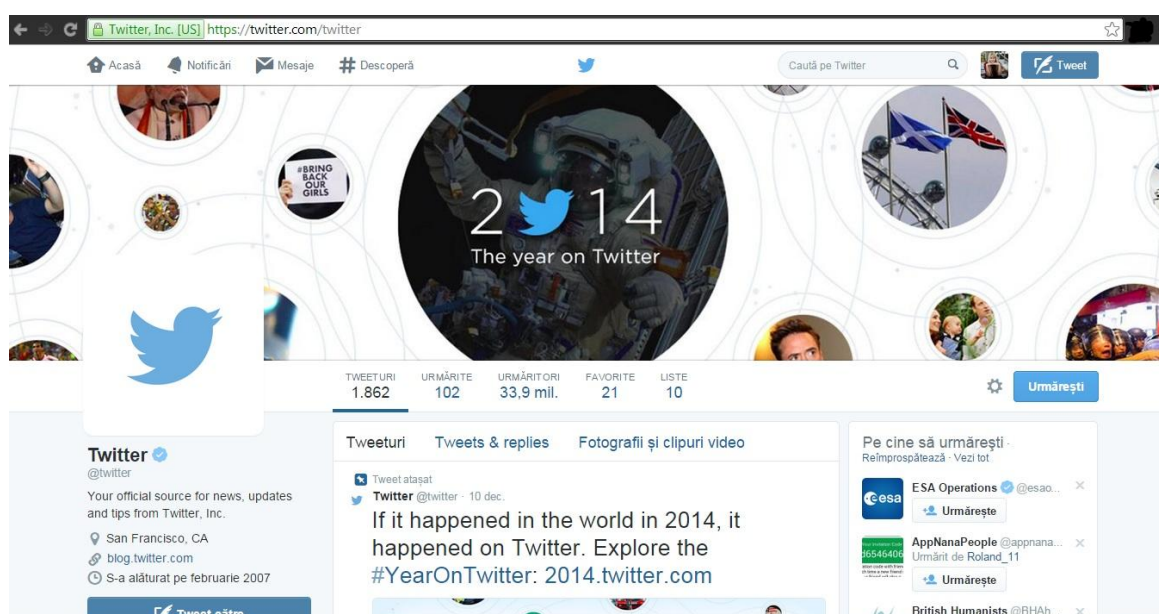 Twitter, Inc. [US] https://twitter.com/twitter
Acasă Notificări Mesaje Descoperă Caută pe Twitter Tweet
#BRING
BACK
OUR
GIRLS
2 14
The year on Twitter
TWEETURI URMĂRITE URMĂRITORI FAVORITE LISTE
1.862 102 33,9 mil. 21 10
Urmărești
Twitter
@twitter
Your official source for news, updates
and tips from Twitter, Inc.
San Francisco, CA
blog.twitter.com
S-a alăturat pe februarie 2007
Tweet către
Tweeturi Tweets & replies Fotografii și clipuri video
Tweet atașat
Twitter @twitter · 10 dec.
If it happened in the world in 2014, it
happened on Twitter. Explore the
#YearOnTwitter: 2014.twitter.com
Pe cine să urmărești ·
Reîmprospătează · Vezi tot
esa
ESA Operations @esao...
Urmărește
d6546406
AppNanaPeople @appnana...
Urmărit de Roland_11
Urmărește
British Humanists @BHAh...